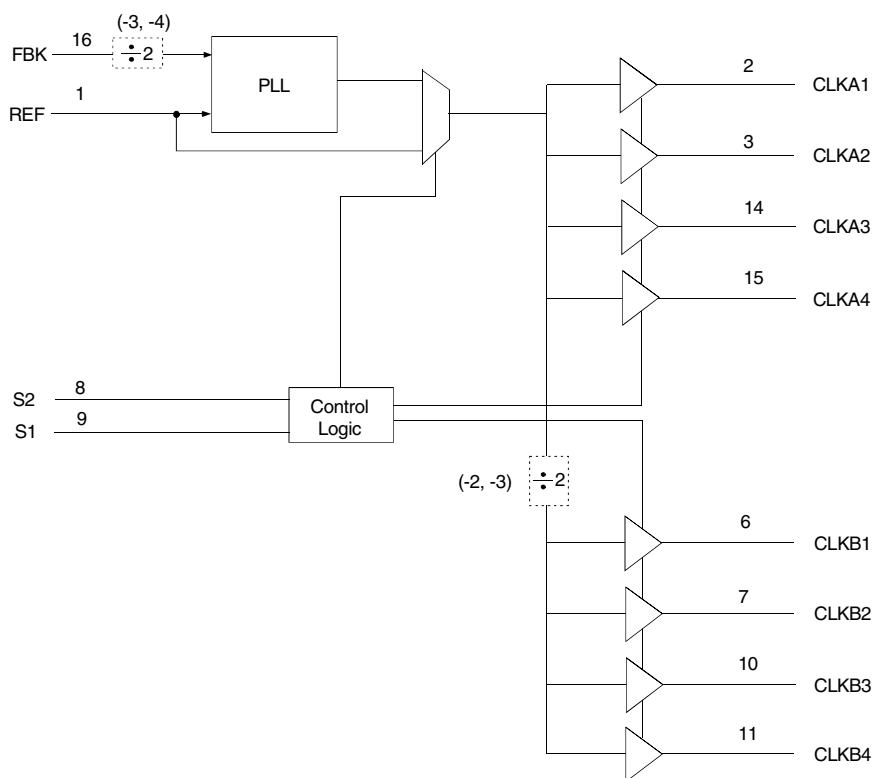 (-3, -4)
FBK 16 ÷2
PLL
REF 1
2 CLKA1
3 CLKA2
14 CLKA3
15 CLKA4
S2 8
S1 9
Control
Logic
(-2, -3) ÷2
6 CLKB1
7 CLKB2
10 CLKB3
11 CLKB4